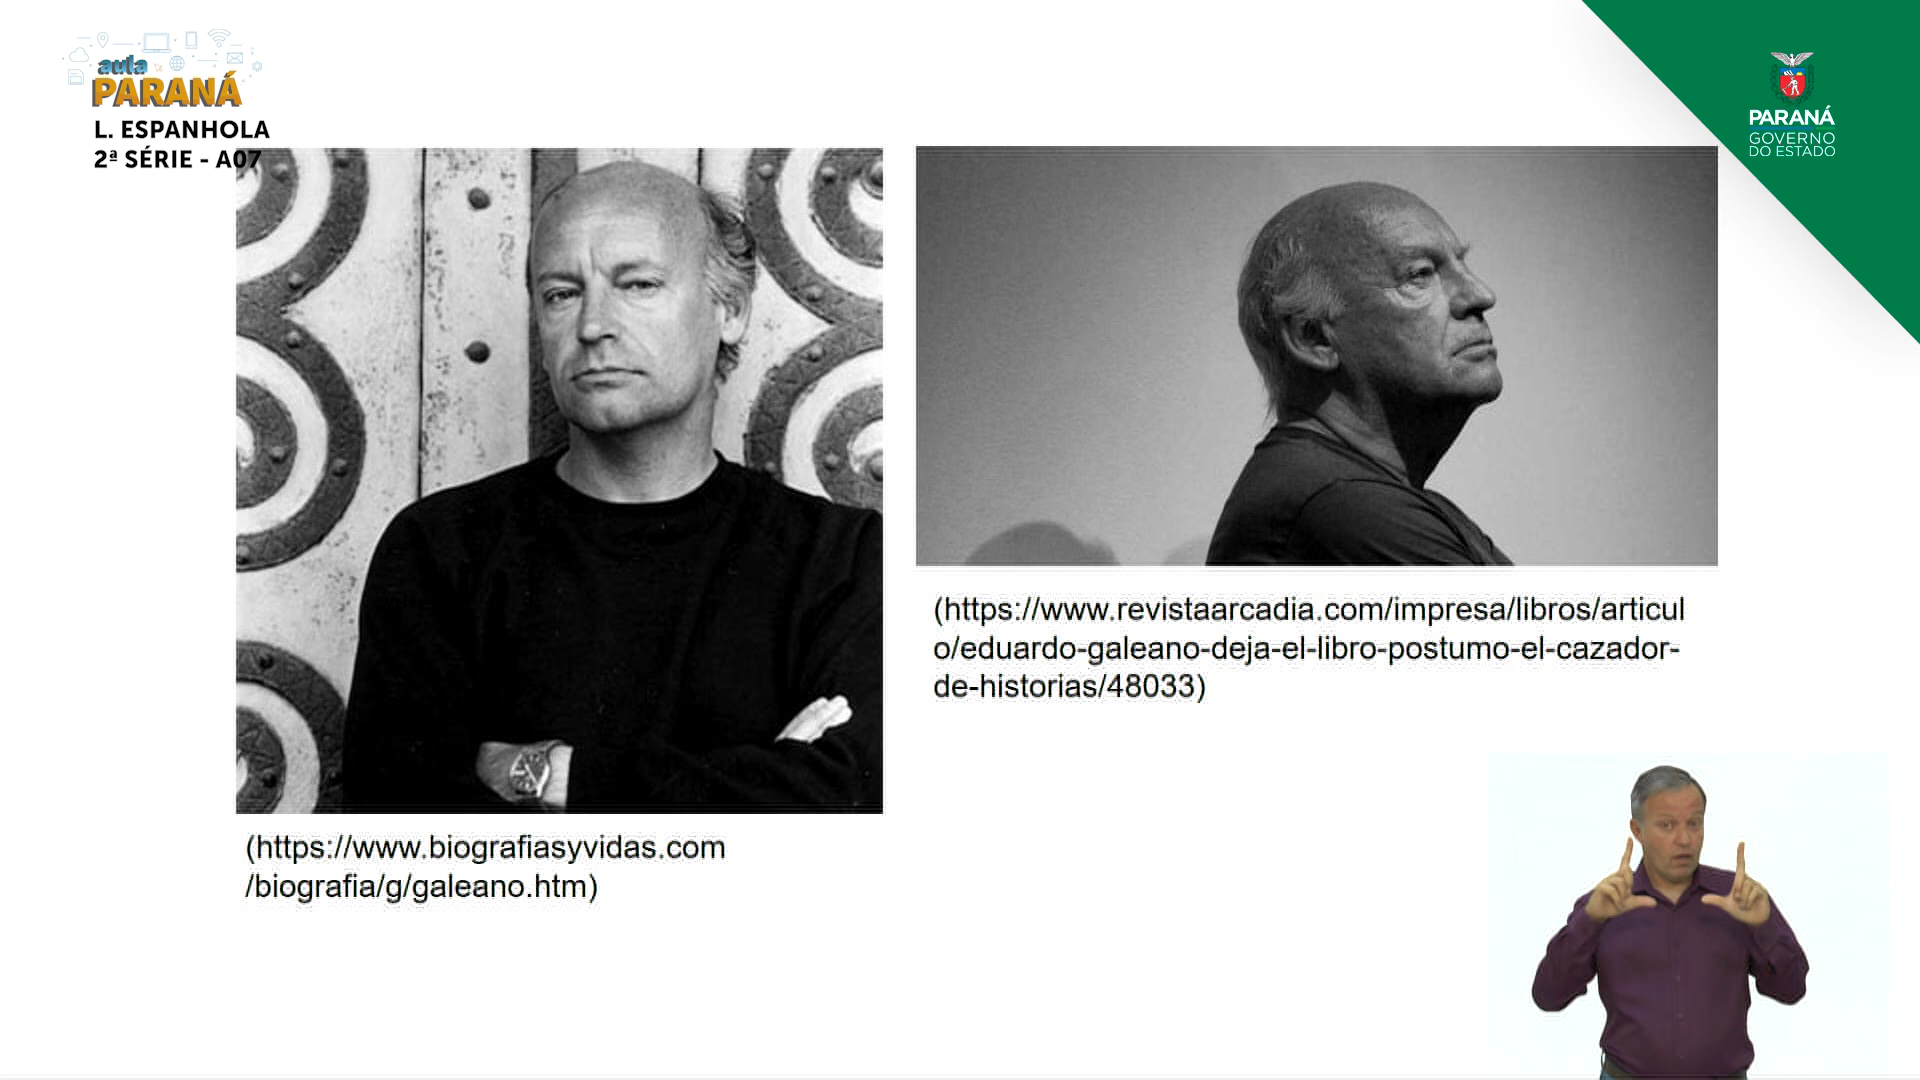 aula
PARANÁ
L. ESPANHOLA
2ª SÉRIE - A07
PARANÁ
GOVERNO
DO ESTADO
(https://www.revistaarcadia.com/impresa/libros/articul
o/eduardo-galeano-deja-el-libro-postumo-el-cazador-
de-historias/48033)
(https://www.biografiasyvidas.com
/biografia/g/galeano.htm)